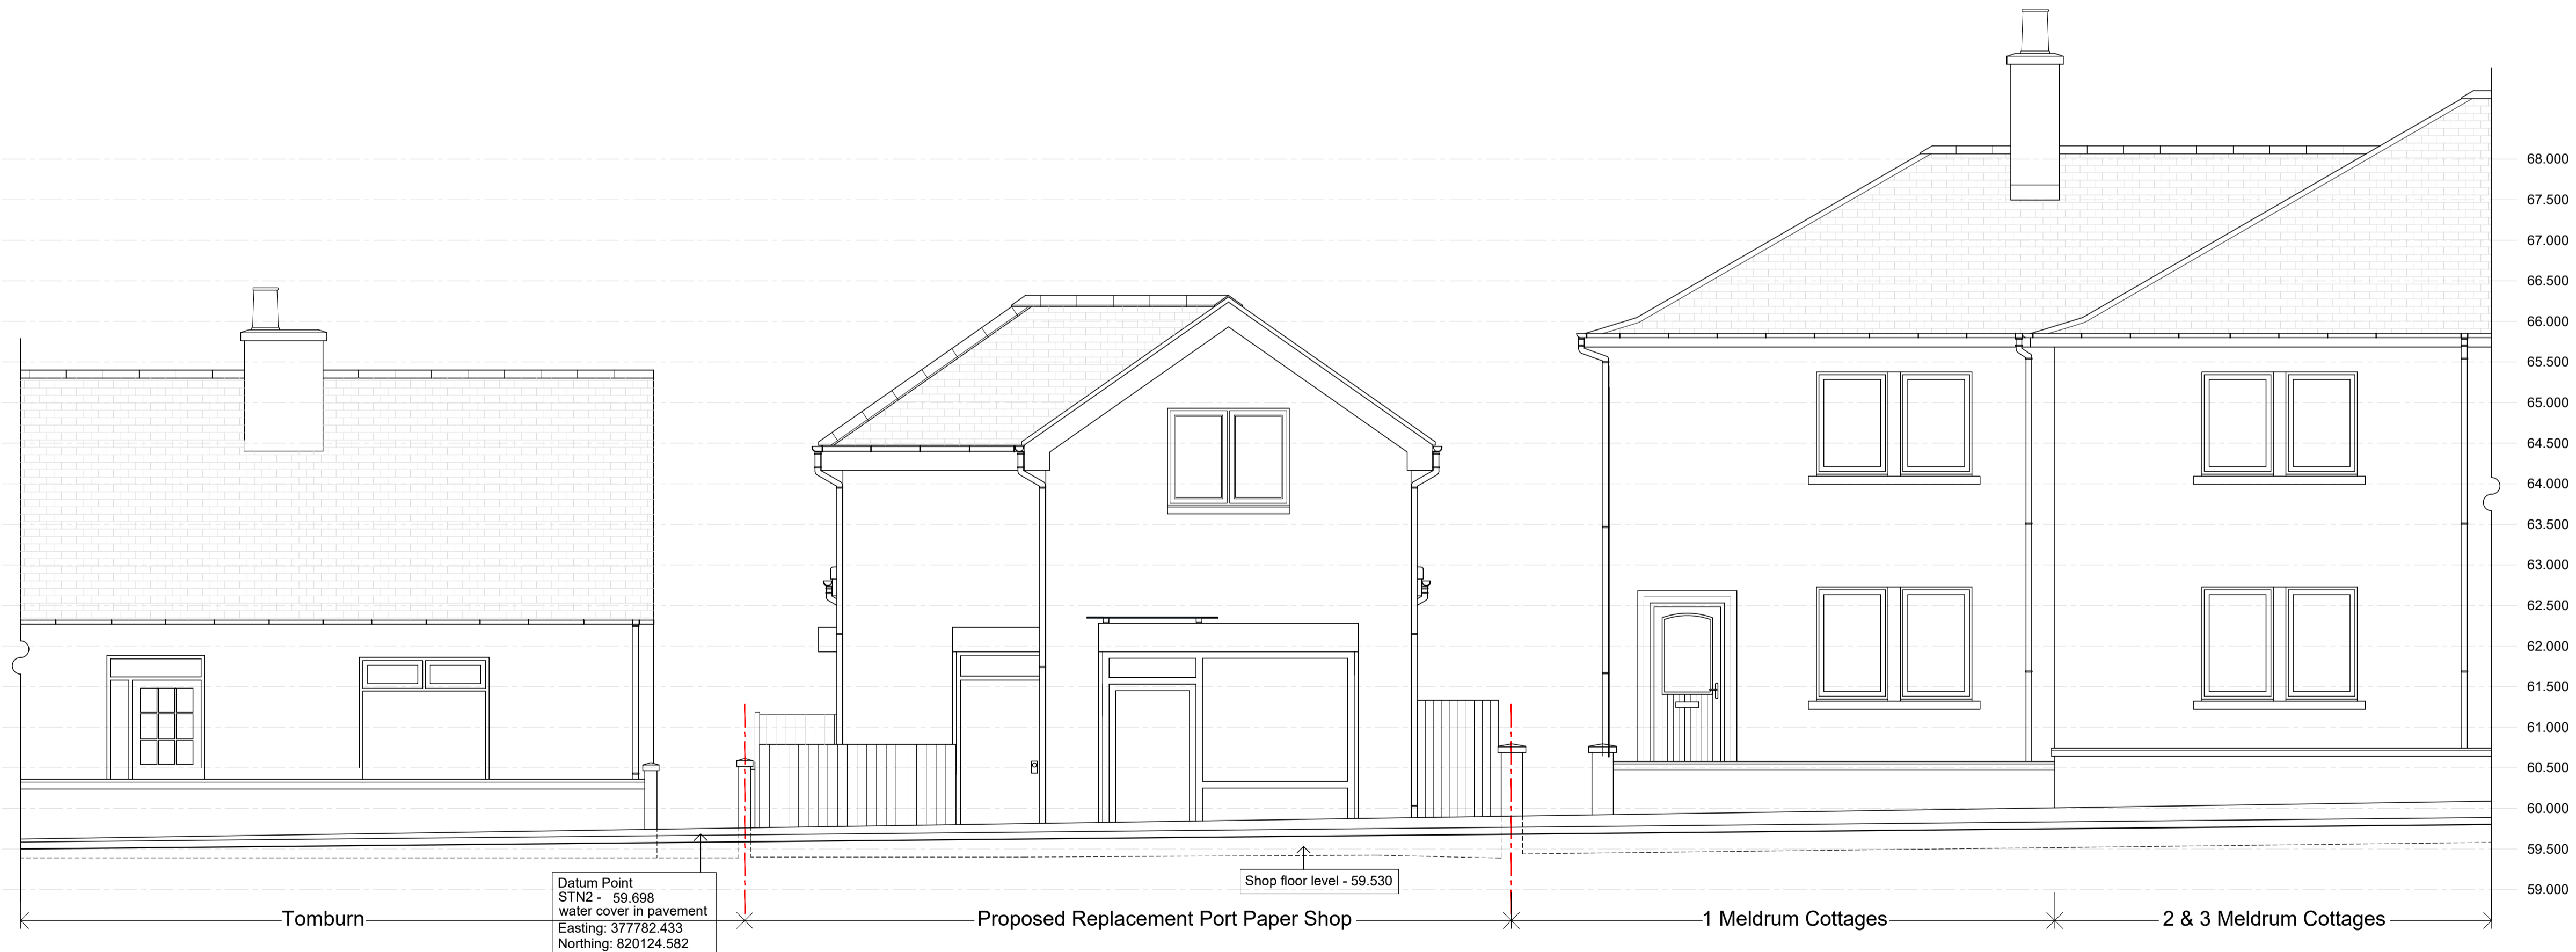 68.000
67.500
67.000
66.500
66.000
65.500
65.000
64.500
64.000
63.500
63.000
62.500
62.000
61.500
61.000
60.500
60.000
59.500
59.000
Datum Point
STN2 - 59.698
water cover in pavement
Easting: 377782.433
Northing: 820124.582
Shop floor level - 59.530
Tomburn
Proposed Replacement Port Paper Shop
1 Meldrum Cottages
2 & 3 Meldrum Cottages